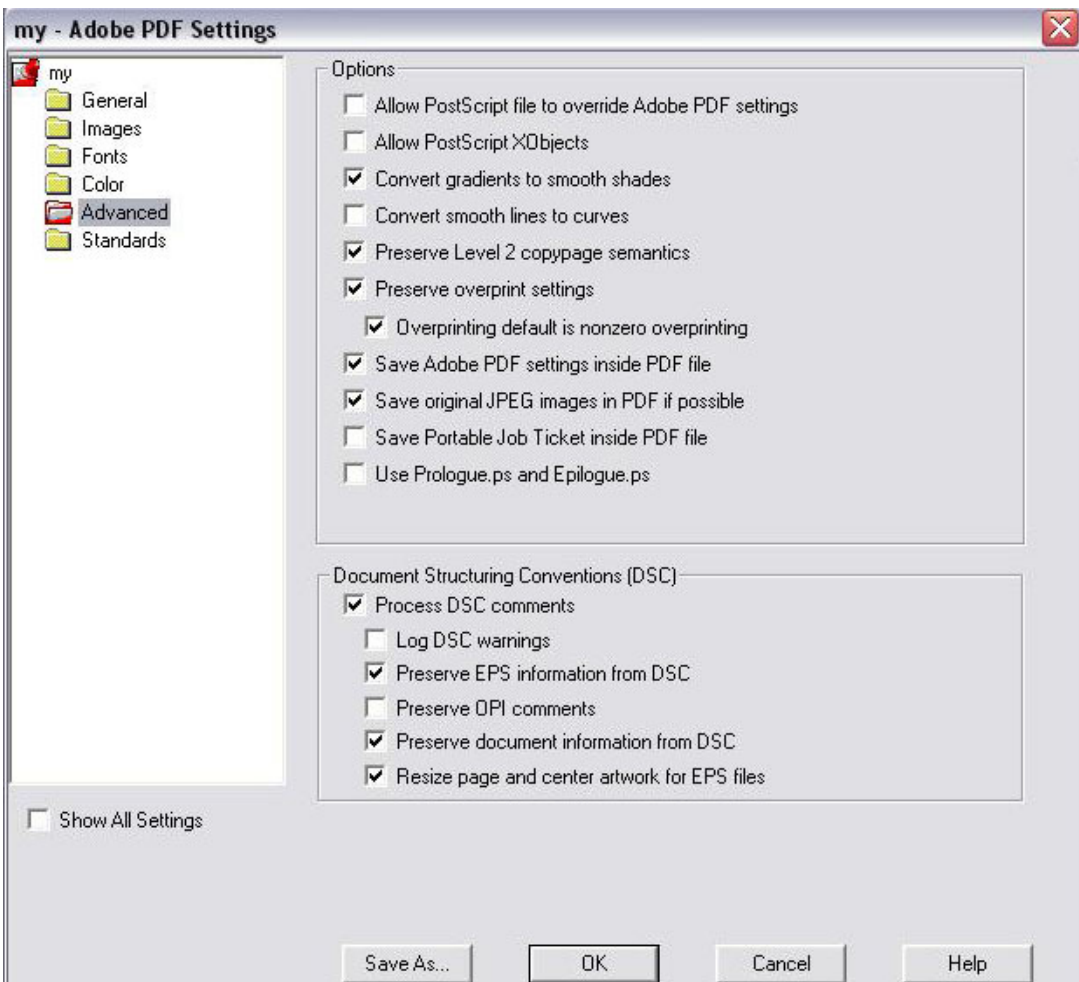 my - Adobe PDF Settings
my
General
Images
Fonts
Color
Advanced
Standards
Show All Settings
Options
Allow PostScript file to override Adobe PDF settings
Allow PostScript XObjects
Convert gradients to smooth shades
Convert smooth lines to curves
Preserve Level 2 copypage semantics
Preserve overprint settings
Overprinting default is nonzero overprinting
Save Adobe PDF settings inside PDF file
Save original JPEG images in PDF if possible
Save Portable Job Ticket inside PDF file
Use Prologue.ps and Epilogue.ps
Document Structuring Conventions (DSC)
Process DSC comments
Log DSC warnings
Preserve EPS information from DSC
Preserve OPI comments
Preserve document information from DSC
Resize page and center artwork for EPS files
Save As...
OK
Cancel
Help